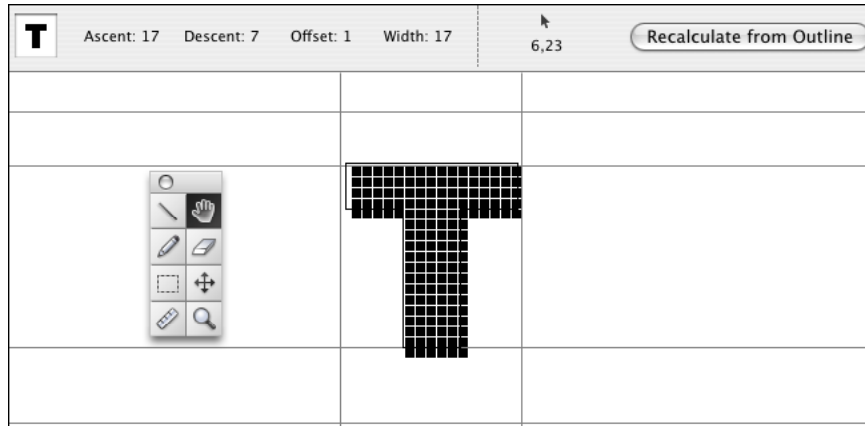 T
Ascent: 17 Descent: 7 Offset: 1 Width: 17
6,23
Recalculate from Outline
T